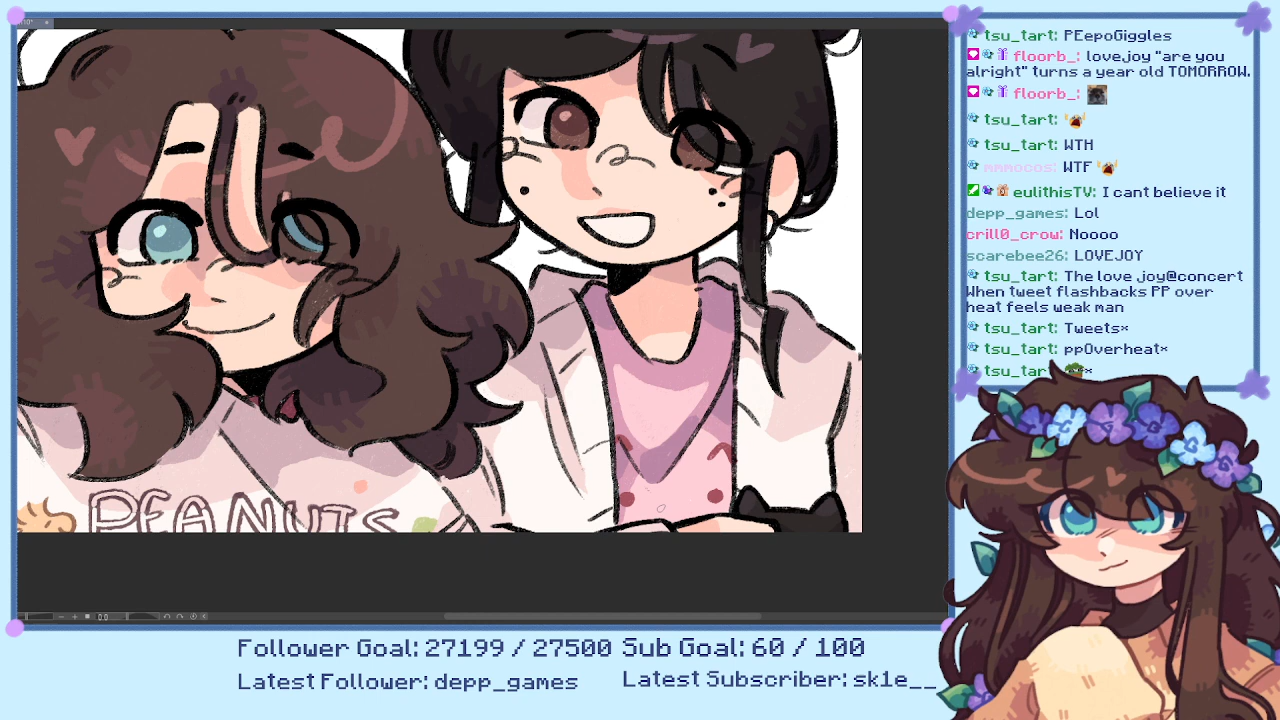 tsu_tart: PEepoGiggles
floorb_: lovejoy "are you
alright" turns a year old TOMORROW.
floorb_:
tsu_tart:
tsu_tart: WTH
mmmocos: WTF
eulithisTV: I cant believe it
depp_games: Lol
crill0_crow: Noooo
scarebee26: LOVEJOY
tsu_tart: The love joy@concert
When tweet flashbacks PP over
heat feels weak man
tsu_tart: Tweets*
tsu_tart: ppOverheat*
tsu_tar
PEANUTS
Follower Goal: 27199 / 27500
Sub Goal: 60 / 100
Latest Follower: depp_games
Latest Subscriber: sk1e__